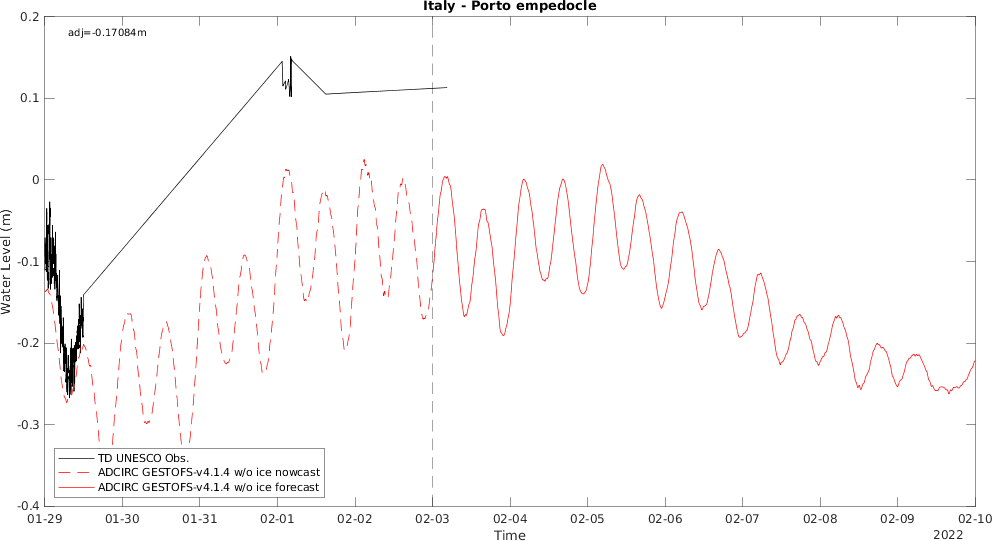 Italy - Porto empedocle
adj=-0.17084m
Water Level (m)
0.2
0.1
0
-0.1
-0.2
-0.3
-0.4
TD UNESCO Obs.
ADCIRC GESTOFS-v4.1.4 w/o ice nowcast
ADCIRC GESTOFS-v4.1.4 w/o ice forecast
01-29 01-30 01-31 02-01 02-02 02-03 02-04 02-05 02-06 02-07 02-08 02-09 02-10
Time
2022